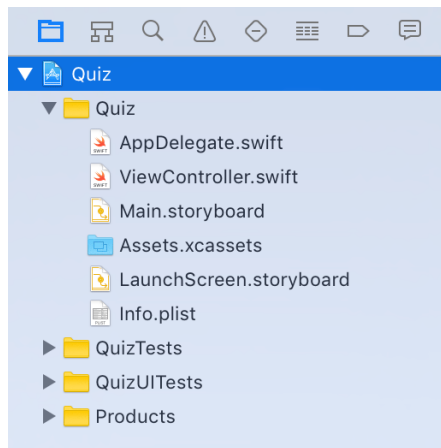 Quiz
Quiz
AppDelegate.swift
ViewController.swift
Main.storyboard
Assets.xcassets
LaunchScreen.storyboard
Info.plist
QuizTests
QuizUITests
Products